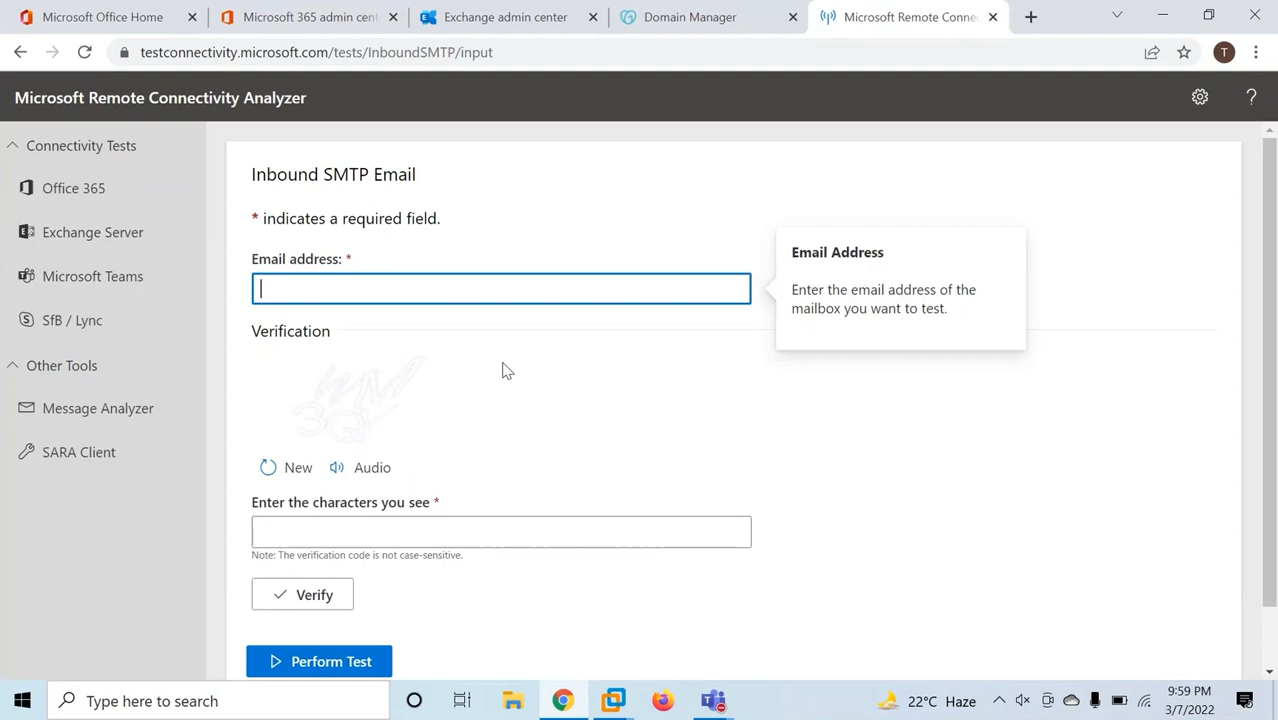 Microsoft Office Home
Microsoft 365 admin cen
Exchange admin center
Domain Manager
Microsoft Remote Conne
testconnectivity.microsoft.com/tests/InboundSMTP/input
T
Microsoft Remote Connectivity Analyzer
?
Connectivity Tests
Office 365
Exchange Server
Microsoft Teams
SfB / Lync
Other Tools
Message Analyzer
SARA Client
Inbound SMTP Email
* indicates a required field.
Email address: *
Email Address
Enter the email address of the
mailbox you want to test.
Verification
New
Audio
Enter the characters you see *
Note: The verification code is not case-sensitive.
Verify
Perform Test
Type here to search
22°C Haze
9:59 PM
3/7/2022